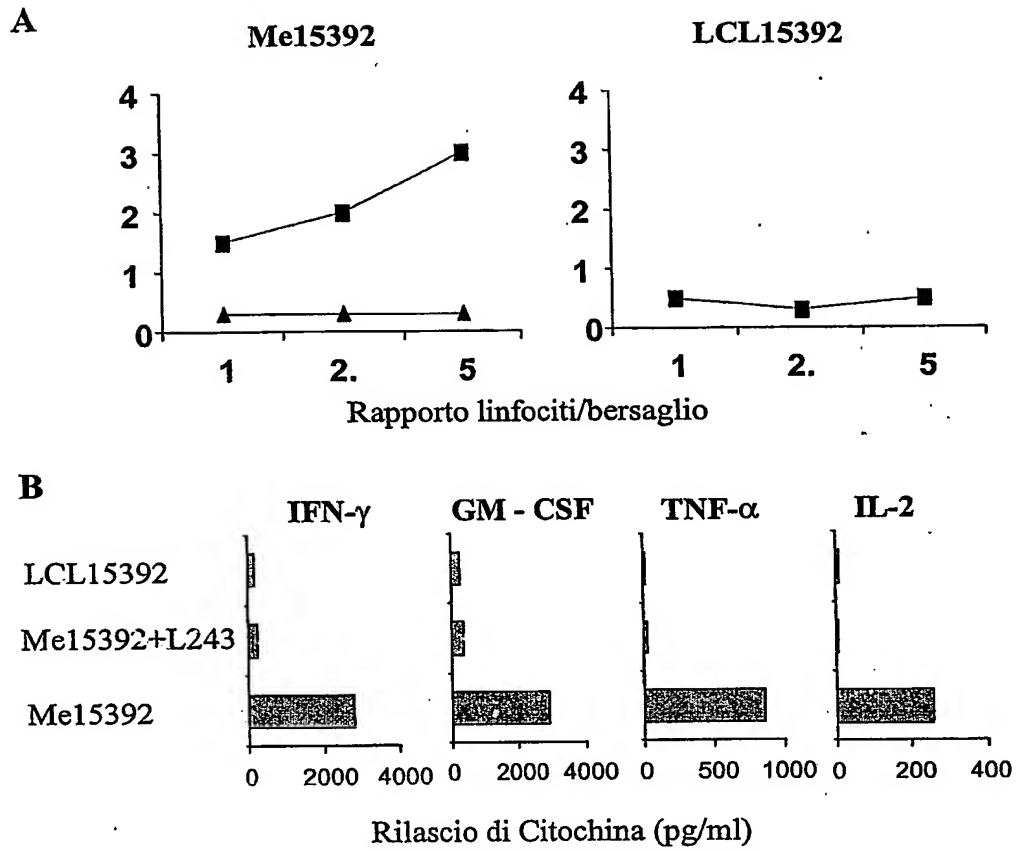 A
Me15392
LCL15392
4
3
2
1
0
1 2. 5
4
3
2
1
0
1 2. 5
Rapporto linfociti/bersaglio
B
IFN-γ GM - CSF TNF-α IL-2
LCL15392
Me15392+L243
Me15392
0 2000 4000 0 2000 4000 0 500 1000 0 200 400
Rilascio di Citochina (pg/ml)